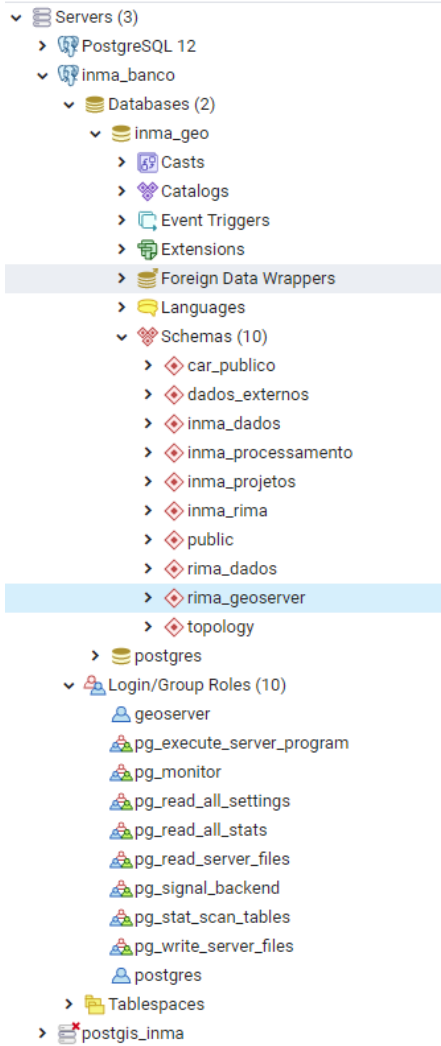 Servers (3)
PostgreSQL 12
inma_banco
Databases (2)
inma_geo
Casts
Catalogs
Event Triggers
Extensions
Foreign Data Wrappers
Languages
Schemas (10)
car_publico
dados_externos
inma_dados
inma_processamento
inma_projetos
inma_rima
public
rima_dados
rima_geoserver
topology
postgres
Login/Group Roles (10)
geoserver
pg_execute_server_program
pg_monitor
pg_read_all_settings
pg_read_all_stats
pg_read_server_files
pg_signal_backend
pg_stat_scan_tables
pg_write_server_files
postgres
Tablespaces
postgis_inma